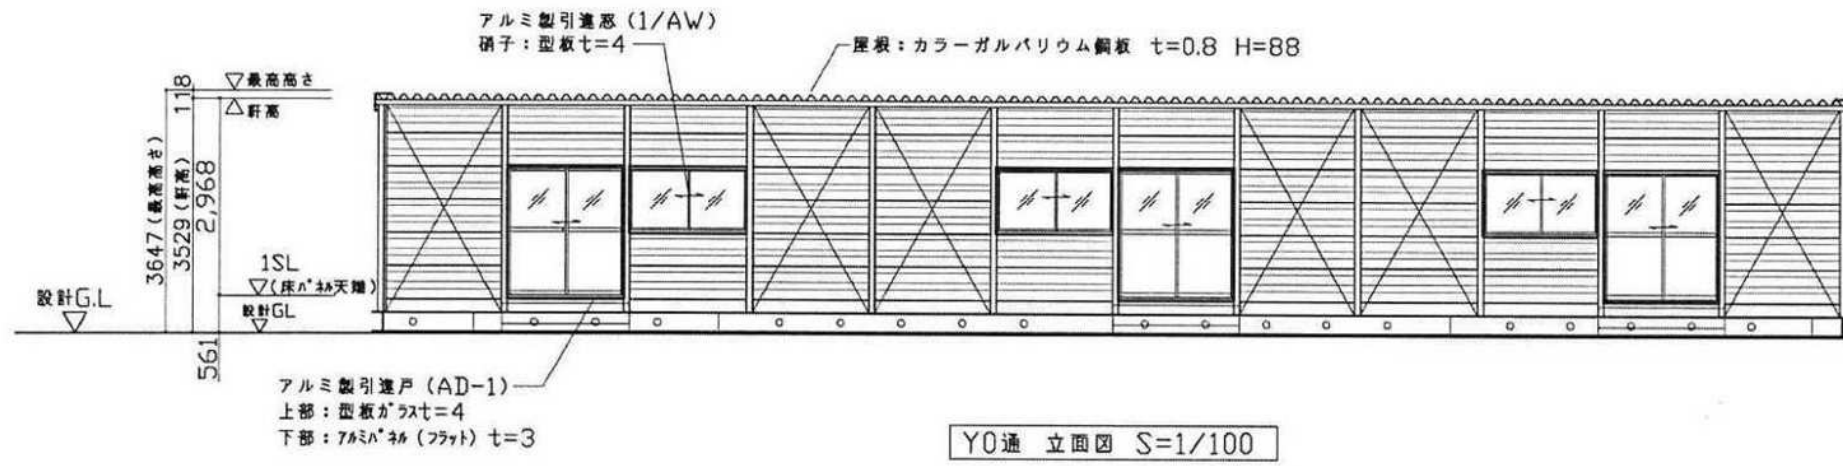 アルミ製引違窓 (1/AW)
硝子：型板t=4
屋根：カラーガルバリウム鋼板 t=0.8 H=88
118
▽最高高さ
△軒高
3647 (最高高さ)
3529 (軒高)
2,968
1SL
▽(床パネル天端)
設計G.L
設計GL
561
アルミ製引違戸 (AD-1)
上部：型板ガラスt=4
下部：アルミパネル (フラット) t=3
Y0通 立面図 S=1/100